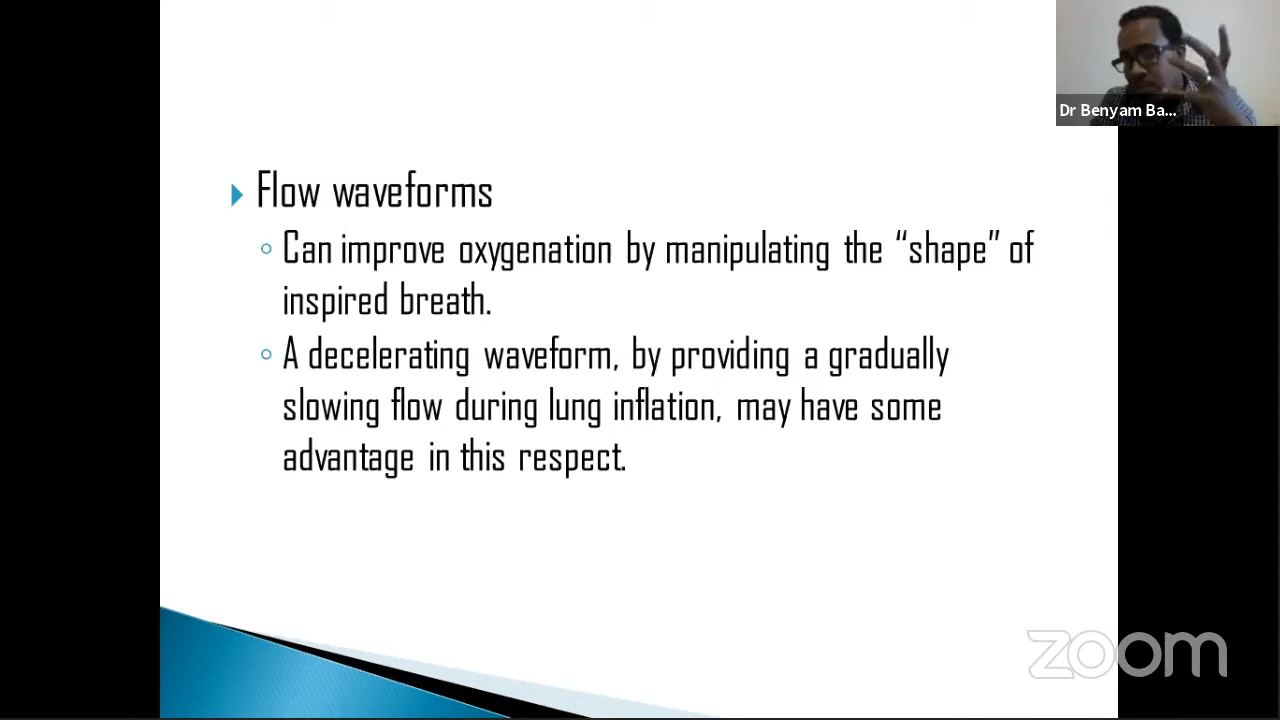 Dr Benyam Ba...
Flow waveforms
Can improve oxygenation by manipulating the “shape” of
inspired breath.
A decelerating waveform, by providing a gradually
slowing flow during lung inflation, may have some
advantage in this respect.
zoom